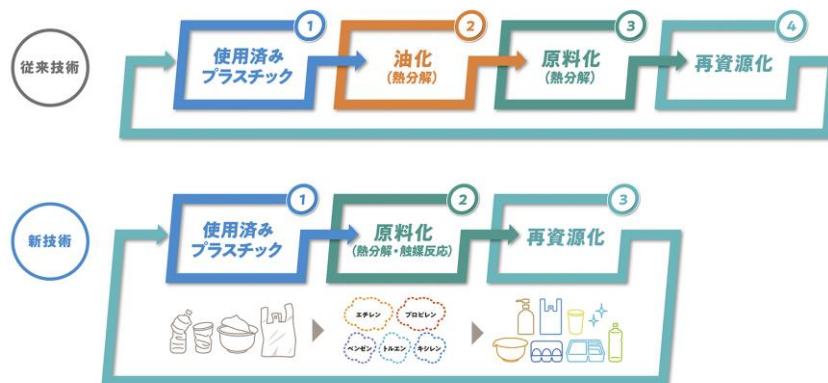 従来技術
1
使用済み
プラスチック
2
油化
(熱分解)
3
原料化
(熱分解)
4
再資源化
新技術
1
使用済み
プラスチック
2
原料化
(熱分解・触媒反応)
3
再資源化
エチレン
プロピレン
ベンゼン
トルエン
キシレン